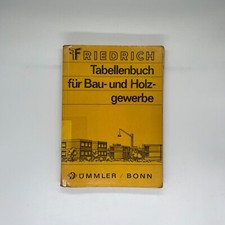 FRIEDRICH
Tabellenbuch
für Bau- und Holz-
gewerbe
DÜMMLER / BONN